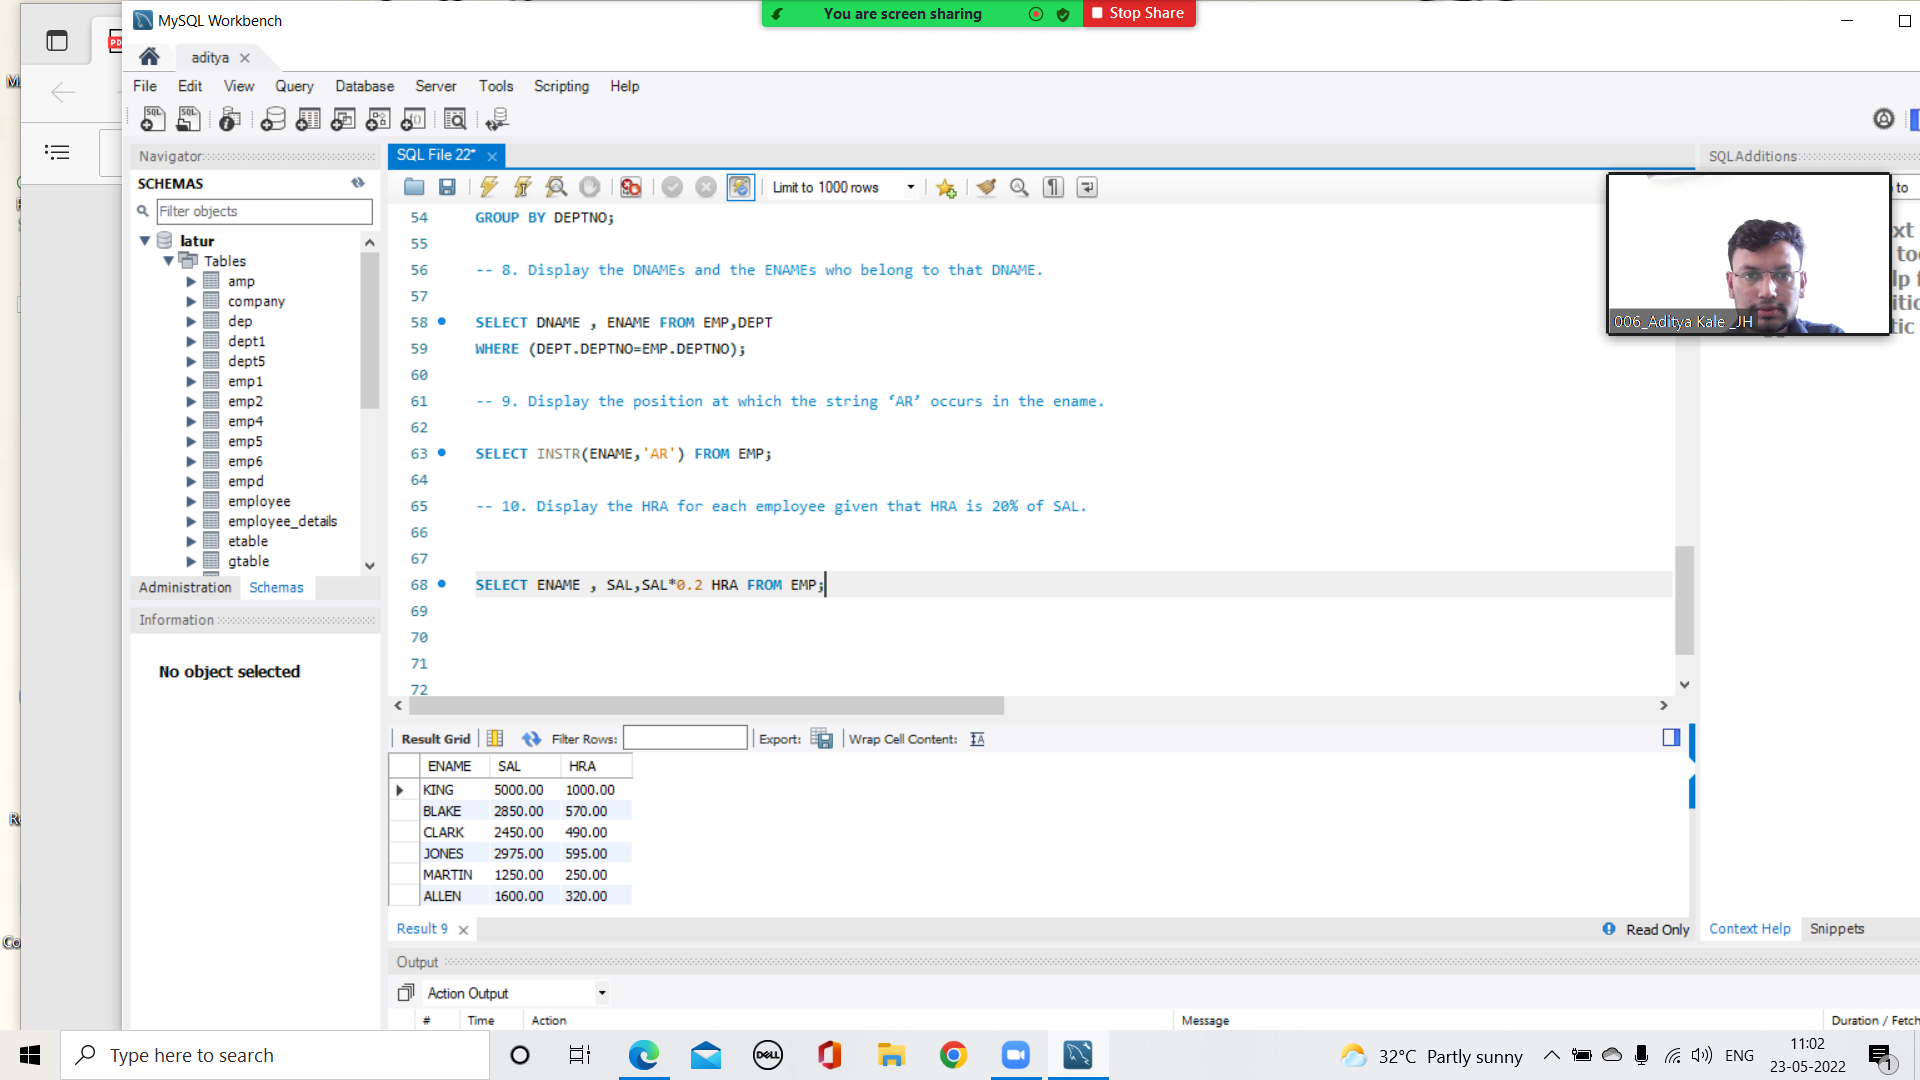 MySQL Workbench
You are screen sharing
Stop Share
aditya
File Edit View Query Database Server Tools Scripting Help
Navigator
SCHEMAS
Filter objects
latur
Tables
amp
company
dep
dept1
dept5
emp1
emp2
emp4
emp5
emp6
empd
employee
employee_details
etable
gtable
Administration Schemas
Information
No object selected
SQL File 22*
Limit to 1000 rows
54 GROUP BY DEPTNO;
55
56 -- 8. Display the DNAMEs and the ENAMEs who belong to that DNAME.
57
58 SELECT DNAME , ENAME FROM EMP,DEPT
59 WHERE (DEPT.DEPTNO=EMP.DEPTNO);
60
61 -- 9. Display the position at which the string ‘AR’ occurs in the ename.
62
63 SELECT INSTR(ENAME,'AR') FROM EMP;
64
65 -- 10. Display the HRA for each employee given that HRA is 20% of SAL.
66
67
68 SELECT ENAME , SAL,SAL*0.2 HRA FROM EMP;
69
70
71
72
SQLAdditions
to
006_Aditya Kale _JH
Result Grid Filter Rows: Export: Wrap Cell Content:
ENAME SAL HRA
KING 5000.00 1000.00
BLAKE 2850.00 570.00
CLARK 2450.00 490.00
JONES 2975.00 595.00
MARTIN 1250.00 250.00
ALLEN 1600.00 320.00
Result 9
Read Only
Context Help Snippets
Output
Action Output
# Time Action Message Duration / Fetch
Type here to search
DELL
32°C Partly sunny
ENG
11:02
23-05-2022
1